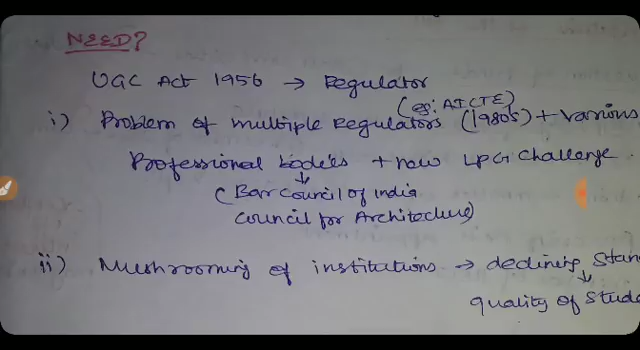 NEED?
UGC Act 1956 → Regulator
(eg: AICTE)
i) Problem of multiple Regulators (1980s) + various
Professional bodies + new LPG challenge.
↓
( Bar Council of India
Council for Architecture)
ii) Mushrooming of institutions → declining Stan
↓
quality of Stude